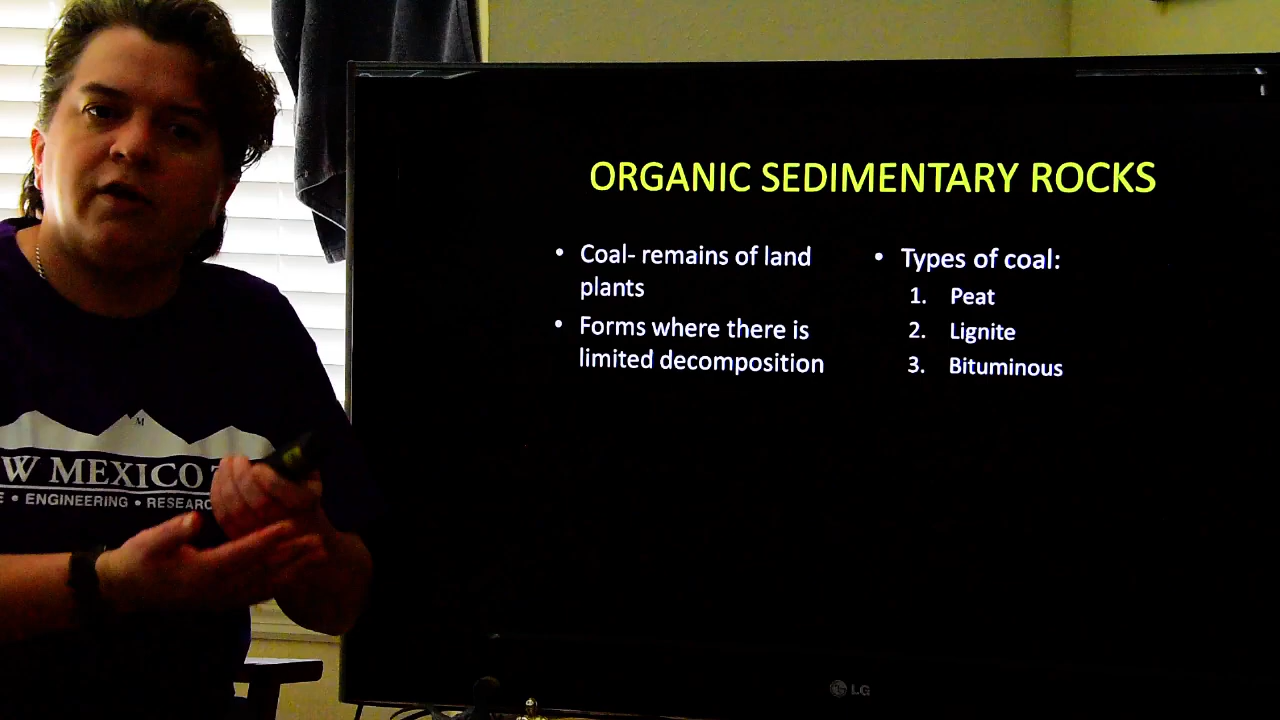 ORGANIC SEDIMENTARY ROCKS
• Coal- remains of land
plants
• Forms where there is
limited decomposition
• Types of coal:
1. Peat
2. Lignite
3. Bituminous
M
W MEXICO
E • ENGINEERING • RESEARC
LG